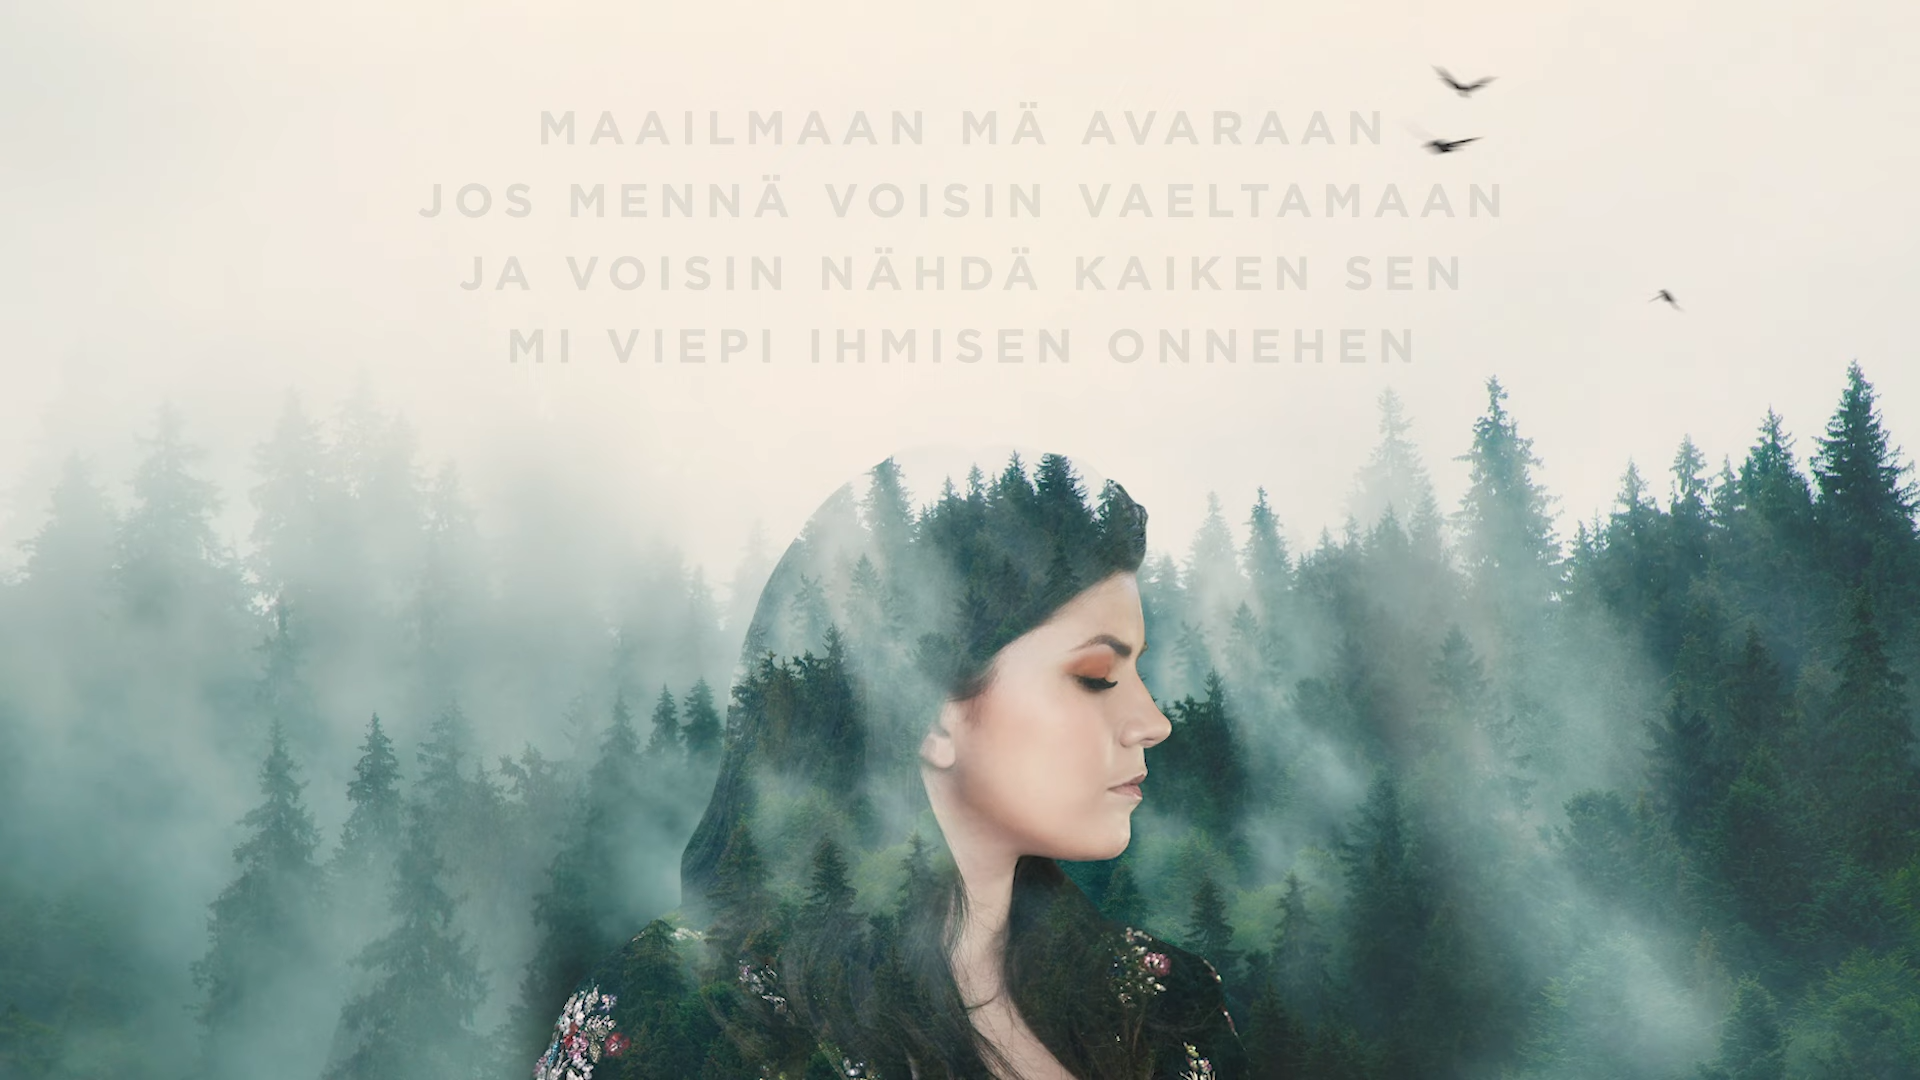 MAAILMAAN MÄ AVARAAN
JOS MENNÄ VOISIN VAELTAMAAN
JA VOISIN NÄHDÄ KAIKEN SEN
MI VIEPI IHMISEN ONNEHEN